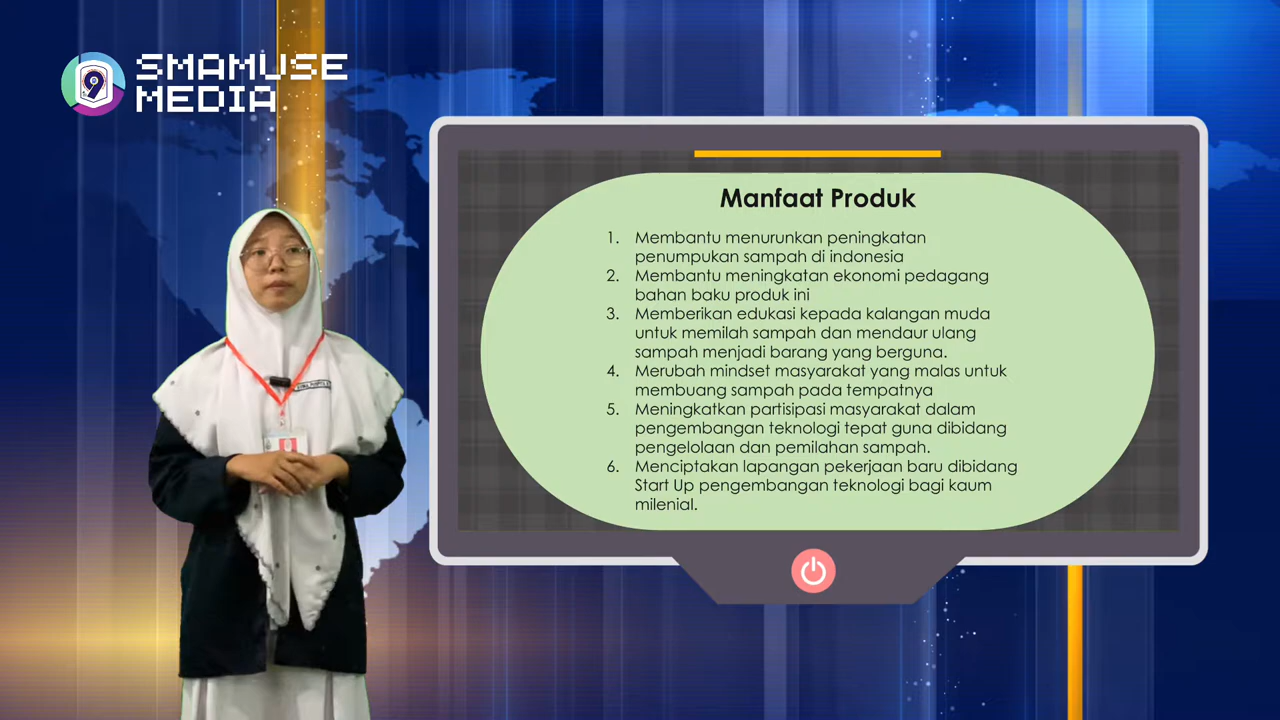 SMAMUSE
MEDIA
Manfaat Produk
1. Membantu menurunkan peningkatan
penumpukan sampah di indonesia
2. Membantu meningkatan ekonomi pedagang
bahan baku produk ini
3. Memberikan edukasi kepada kalangan muda
untuk memilah sampah dan mendaur ulang
sampah menjadi barang yang berguna.
4. Merubah mindset masyarakat yang malas untuk
membuang sampah pada tempatnya
5. Meningkatkan partisipasi masyarakat dalam
pengembangan teknologi tepat guna dibidang
pengelolaan dan pemilahan sampah.
6. Menciptakan lapangan pekerjaan baru dibidang
Start Up pengembangan teknologi bagi kaum
milenial.